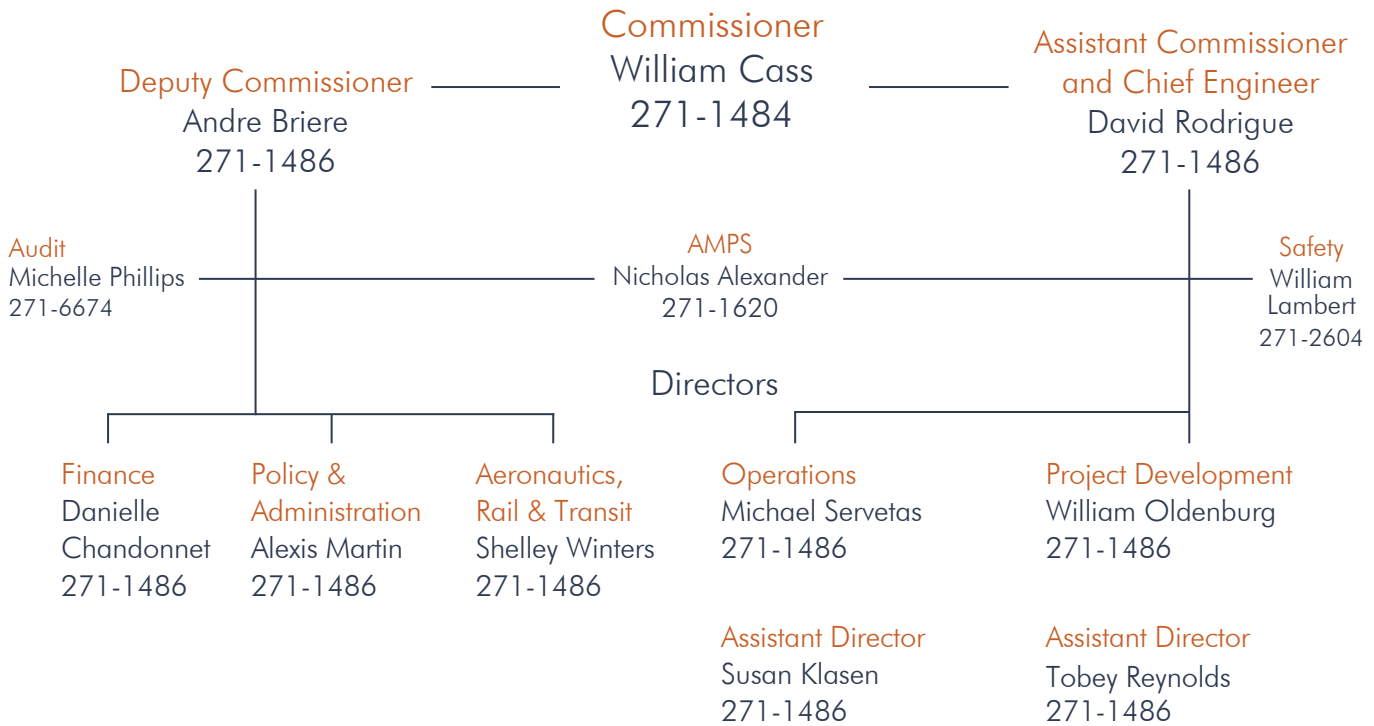 Commissioner
William Cass
271-1484
Deputy Commissioner
Andre Briere
271-1486
Assistant Commissioner
and Chief Engineer
David Rodrigue
271-1486
Audit
Michelle Phillips
271-6674
AMPS
Nicholas Alexander
271-1620
Safety
William
Lambert
271-2604
Directors
Finance
Danielle
Chandonnet
271-1486
Policy &
Administration
Alexis Martin
271-1486
Aeronautics,
Rail & Transit
Shelley Winters
271-1486
Operations
Michael Servetas
271-1486
Project Development
William Oldenburg
271-1486
Assistant Director
Susan Klasen
271-1486
Assistant Director
Tobey Reynolds
271-1486